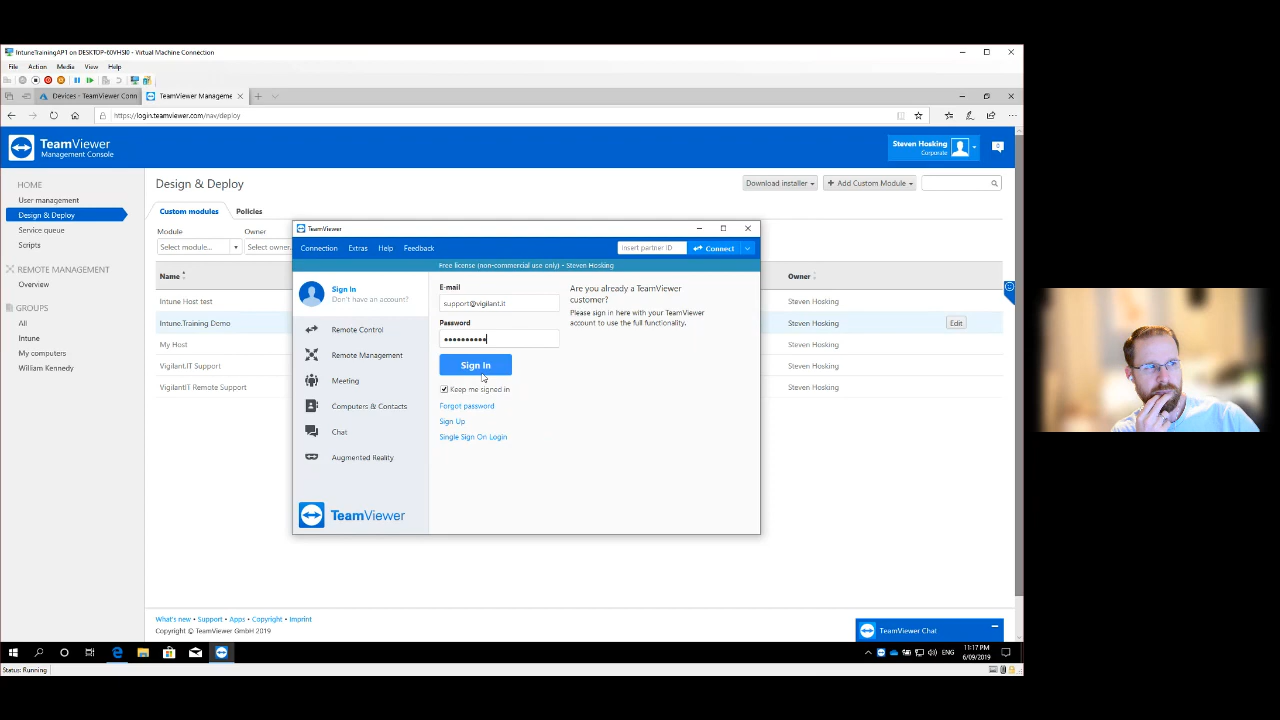 IntuneTrainingAP1 on DESKTOP-60VHSI0 - Virtual Machine Connection
File Action Media View Help
Devices - TeamViewer Conn
TeamViewer Manageme
https://login.teamviewer.com/nav/deploy
TeamViewer
Management Console
Steven Hosking
Corporate
0
HOME
User management
Design & Deploy
Service queue
Scripts
REMOTE MANAGEMENT
Overview
GROUPS
All
Intune
My computers
William Kennedy
Design & Deploy
Download installer
Add Custom Module
Custom modules
Policies
Module
Owner
Select module...
Select owner.
Name
Owner
Intune Host test
Steven Hosking
Intune.Training Demo
Edit
Steven Hosking
My Host
Steven Hosking
Vigilant.IT Support
Steven Hosking
VigilantIT Remote Support
Steven Hosking
TeamViewer
Connection Extras Help Feedback
Insert partner ID
Connect
Free license (non-commercial use only) - Steven Hosking
Sign In
Don't have an account?
Remote Control
Remote Management
Meeting
Computers & Contacts
Chat
Augmented Reality
TeamViewer
E-mail
support@vigilant.it
Password
••••••••••
Sign In
Keep me signed in
Forgot password
Sign Up
Single Sign On Login
Are you already a TeamViewer
customer?
Please sign in here with your TeamViewer
account to use the full functionality.
What's new Support Apps Copyright Imprint
Copyright © TeamViewer GmbH 2019
TeamViewer Chat
ENG
11:17 PM
6/09/2019
Status: Running